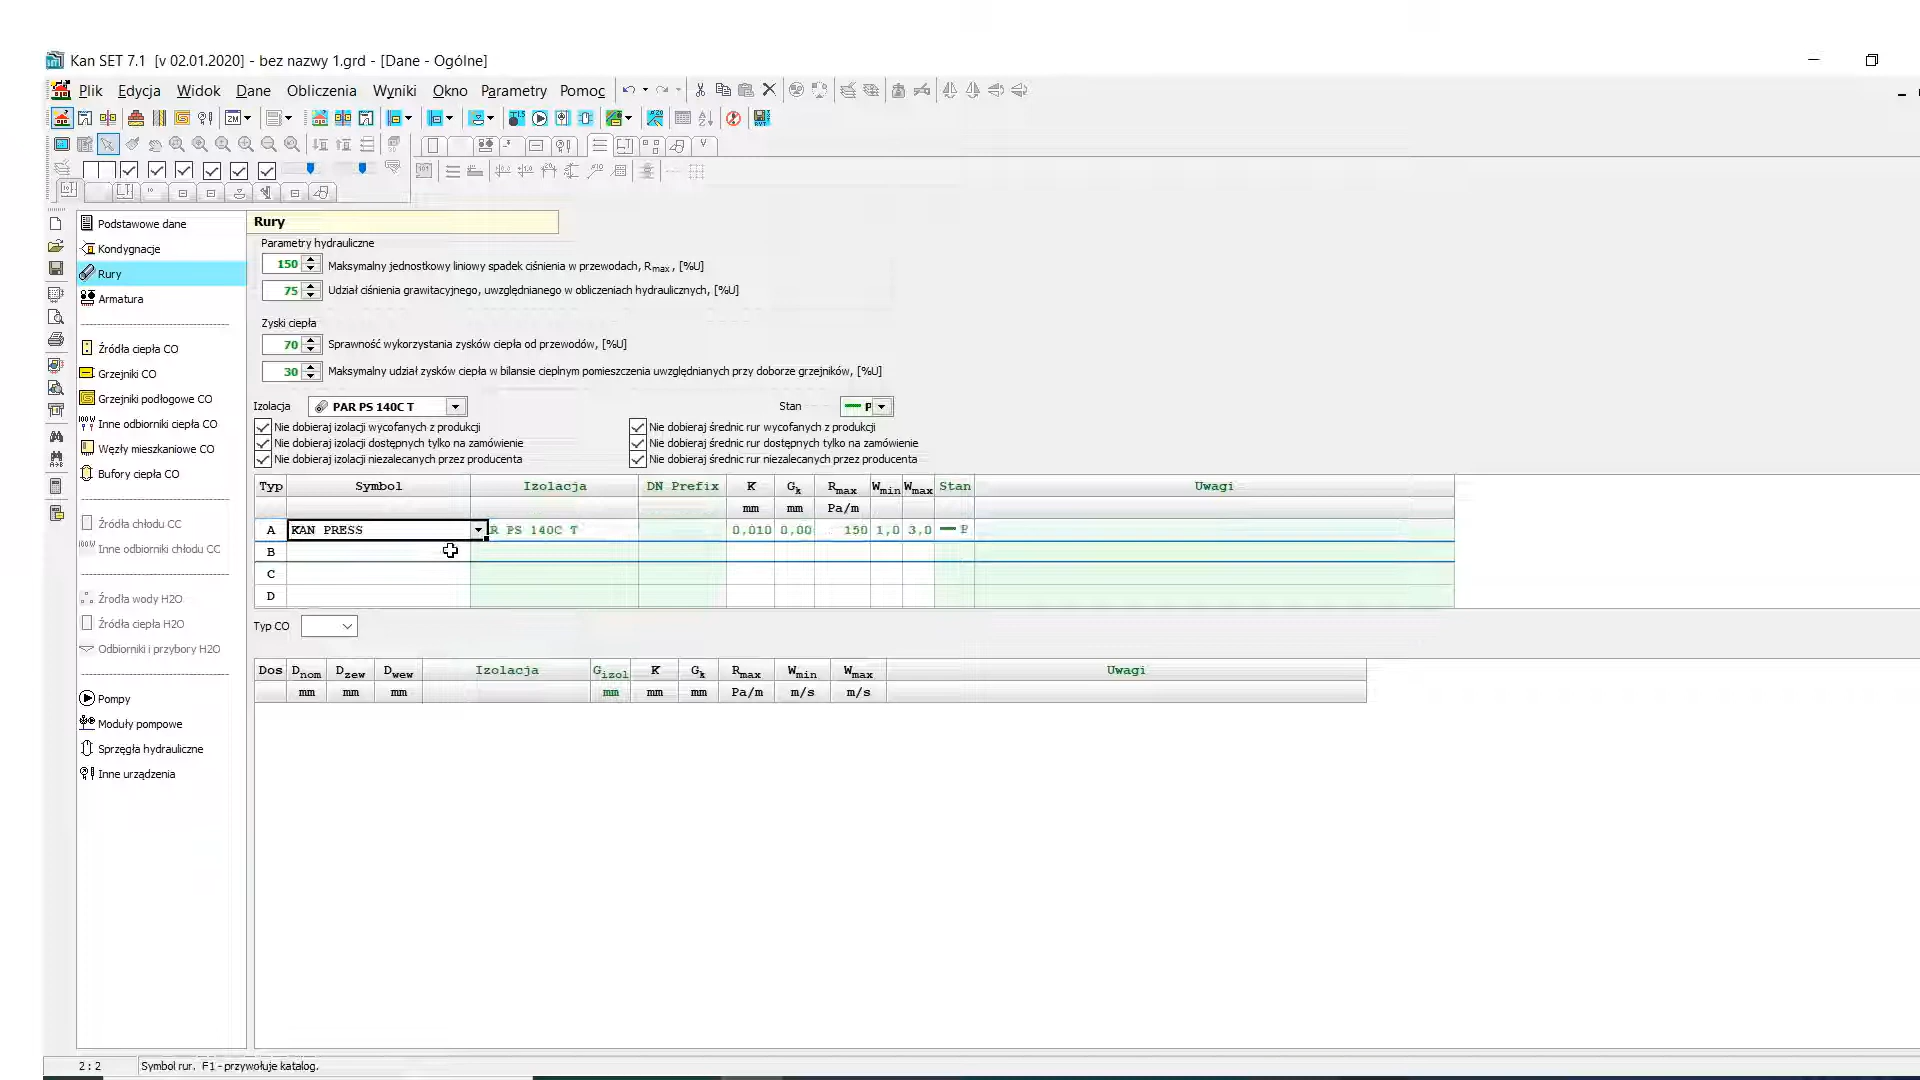 Kan SET 7.1 [v 02.01.2020] - bez nazwy 1.grd - [Dane - Ogólne]
Plik Edycja Widok Dane Obliczenia Wyniki Okno Parametry Pomoc
Podstawowe dane
Kondygnacje
Rury
Armatura
Źródła ciepła CO
Grzejniki CO
Grzejniki podłogowe CO
Inne odbiorniki ciepła CO
Węzły mieszkaniowe CO
Bufory ciepła CO
Źródła chłodu CC
Inne odbiorniki chłodu CC
Źrodła wody H2O
Źródła ciepła H2O
Odbiorniki i przybory H2O
Pompy
Moduły pompowe
Sprzęgła hydrauliczne
Inne urządzenia
Rury
Parametry hydrauliczne
150 Maksymalny jednostkowy liniowy spadek ciśnienia w przewodach, Rmax, [%U]
75 Udział ciśnienia grawitacyjnego, uwzględnianego w obliczeniach hydraulicznych, [%U]
Zyski ciepła
70 Sprawność wykorzystania zysków ciepła od przewodów, [%U]
30 Maksymalny udział zysków ciepła w bilansie cieplnym pomieszczenia uwzględnianych przy doborze grzejników, [%U]
Izolacja PAR PS 140C T Stan P
Nie dobieraj izolacji wycofanych z produkcji Nie dobieraj średnic rur wycofanych z produkcji
Nie dobieraj izolacji dostępnych tylko na zamówienie Nie dobieraj średnic rur dostępnych tylko na zamówienie
Nie dobieraj izolacji niezalecanych przez producenta Nie dobieraj średnic rur niezalecanych przez producenta
Typ Symbol Izolacja DN Prefix K Gk Rmax Wmin Wmax Stan Uwagi
mm mm Pa/m
A KAN PRESS R PS 140C T 0,010 0,00 150 1,0 3,0 P
B
C
D
Typ CO
Dos Dnom Dzew Dwew Izolacja Gizol K Gk Rmax Wmin Wmax Uwagi
mm mm mm mm mm mm Pa/m m/s m/s
2 : 2 Symbol rur. F1 - przywołuje katalog.